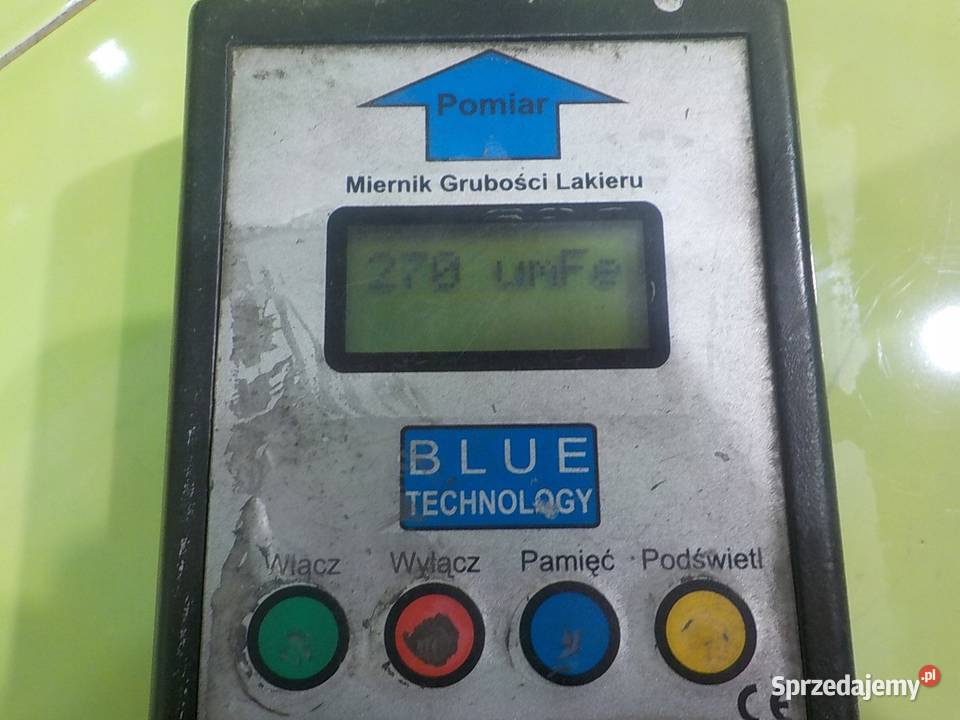 Pomiar
Miernik Grubości Lakieru
270 umFe
BLUE
TECHNOLOGY
Włącz Wyłącz Pamięć Podświetl
CE
Sprzedajemy.pl